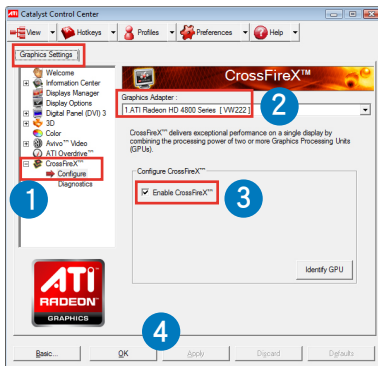 ATI Catalyst Control Center
View Hotkeys Profiles Preferences Help
Graphics Settings
Welcome
Information Center
Displays Manager
Display Options
Digital Panel (DVI) 3
3D
Color
Avivo™ Video
ATI Overdrive™
CrossFireX™
Configure
Diagnostics
1
ATI
RADEON
GRAPHICS
CrossFireX™
Graphics Adapter :
1.ATI Radeon HD 4800 Series [ VW222 ]
2
CrossFireX™ delivers exceptional performance on a single display by
combining the processing power of two or more Graphics Processing Units
(GPUs).
Configure CrossFireX™
Enable CrossFireX™
3
Identify GPU
4
Basic... OK Apply Discard Defaults